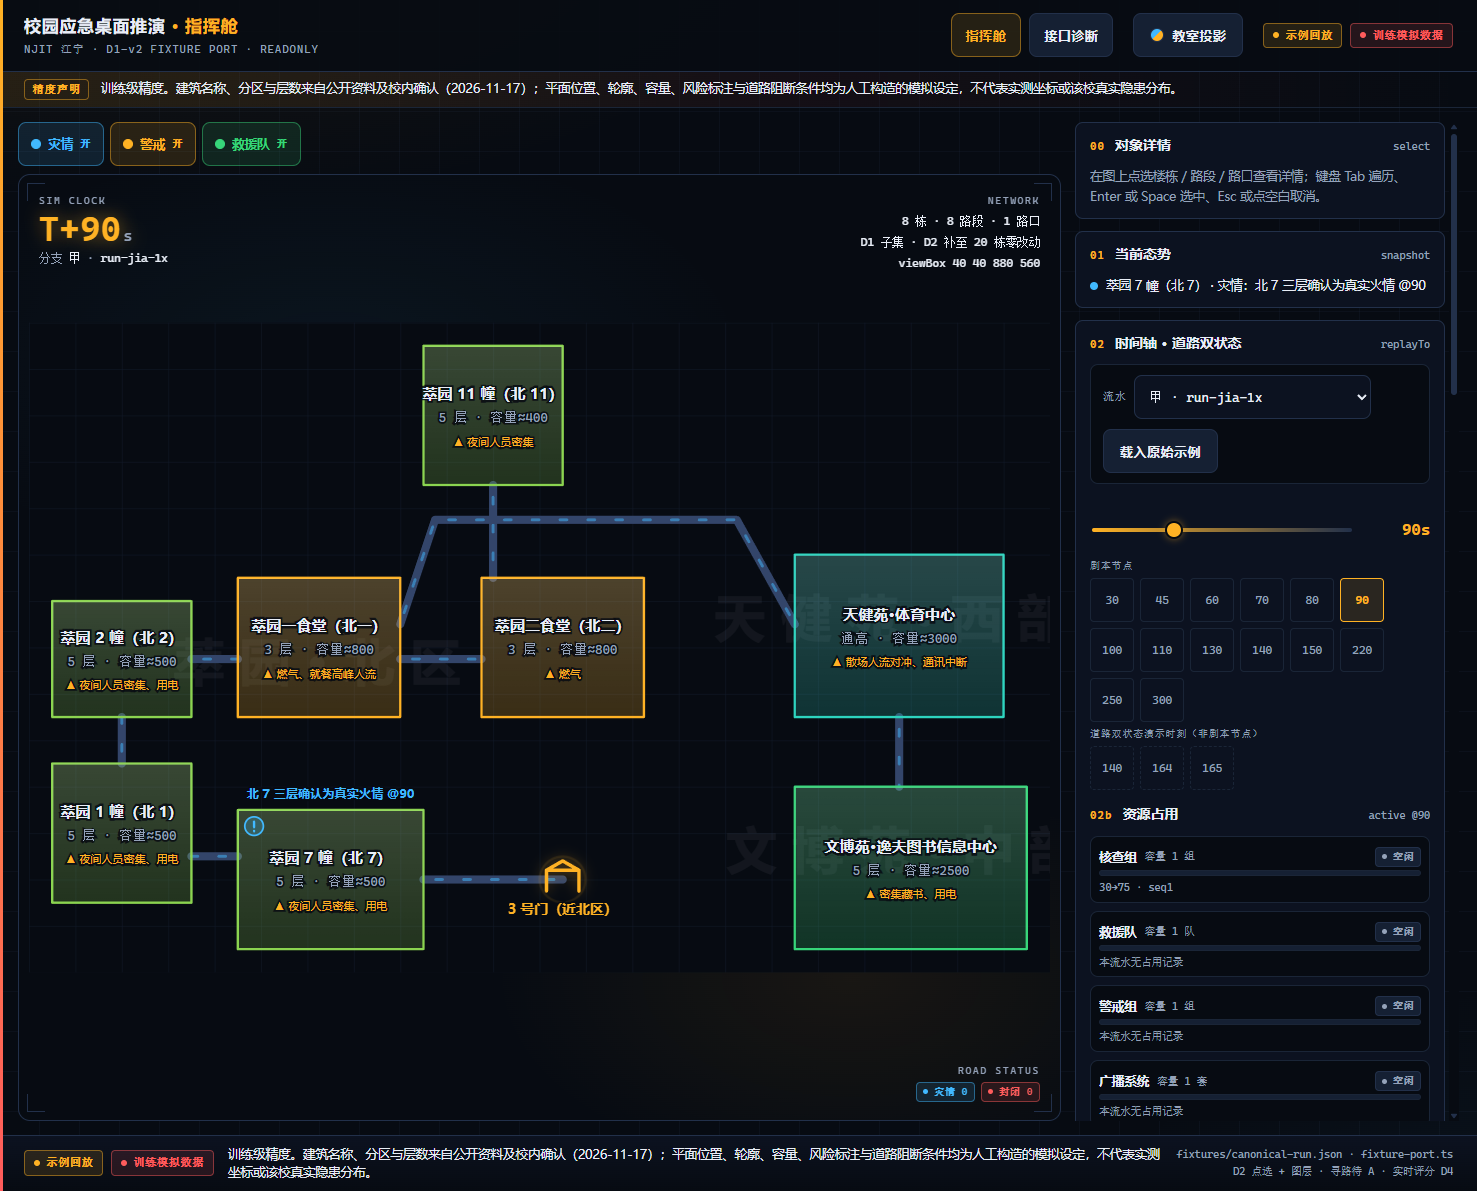 校园应急桌面推演 · 指挥舱
NJIT 江宁 · D1-v2 FIXTURE PORT · READONLY
指挥舱
接口诊断
教室投影
示例回放
训练模拟数据
精度声明
训练级精度。建筑名称、分区与层数来自公开资料及校内确认（2026-11-17）；平面位置、轮廓、容量、风险标注与道路阻断条件均为人工构造的模拟设定，不代表实测坐标或该校真实隐患分布。
灾情 开
警戒 开
救援队 开
SIM CLOCK
T+90s
分支 甲 · run-jia-1x
NETWORK
8 栋 · 8 路段 · 1 路口
D1 子集 · D2 补至 20 栋零改动
viewBox 40 40 880 560
萃园 11 幢（北 11）
5 层 · 容量≈400
▲ 夜间人员密集
萃园 2 幢（北 2）
5 层 · 容量≈500
▲ 夜间人员密集、用电
萃园一食堂（北一）
3 层 · 容量≈800
▲ 燃气、就餐高峰人流
萃园二食堂（北二）
3 层 · 容量≈800
▲ 燃气
天健苑·体育中心
通高 · 容量≈3000
▲ 散场人流对冲、通讯中断
萃园 1 幢（北 1）
5 层 · 容量≈500
▲ 夜间人员密集、用电
北 7 三层确认为真实火情 @90
萃园 7 幢（北 7）
5 层 · 容量≈500
▲ 夜间人员密集、用电
3 号门（近北区）
文博苑·逸夫图书信息中心
5 层 · 容量≈2500
▲ 密集藏书、用电
ROAD STATUS
灾情 0
封闭 0
00 对象详情 select
在图上点选楼栋 / 路段 / 路口查看详情；键盘 Tab 遍历、
Enter 或 Space 选中、Esc 或点空白取消。
01 当前态势 snapshot
萃园 7 幢（北 7） · 灾情：北 7 三层确认为真实火情 @90
02 时间轴 · 道路双状态 replayTo
流水 甲 · run-jia-1x
载入原始示例
90s
剧本节点
30 45 60 70 80 90
100 110 130 140 150 220
250 300
道路双状态演示时刻（非剧本节点）
140 164 165
02b 资源占用 active @90
核查组 容量 1 组 空闲
30→75 · seq1
救援队 容量 1 队 空闲
本流水无占用记录
警戒组 容量 1 组 空闲
本流水无占用记录
广播系统 容量 1 套 空闲
本流水无占用记录
示例回放
训练模拟数据
训练级精度。建筑名称、分区与层数来自公开资料及校内确认（2026-11-17）；平面位置、轮廓、容量、风险标注与道路阻断条件均为人工构造的模拟设定，不代表实测
坐标或该校真实隐患分布。
fixtures/canonical-run.json · fixture-port.ts
D2 点选 + 图层 · 寻路待 A · 实时评分 D4